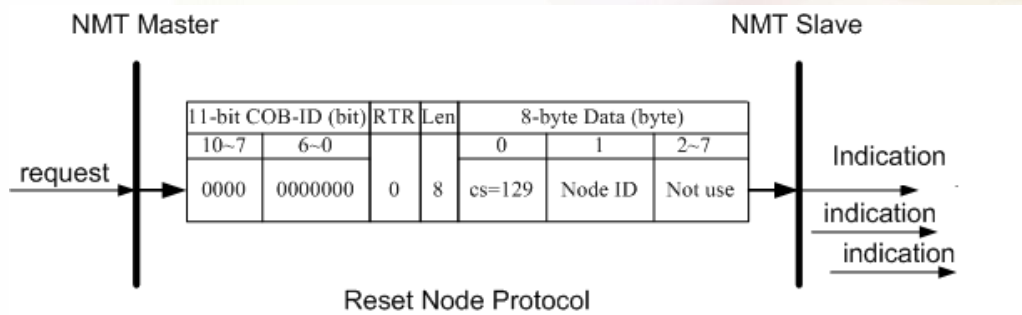 NMT Master NMT Slave
11-bit COB-ID (bit) RTR Len 8-byte Data (byte)
10~7 6~0 0 1 2~7
request 0000 0000000 0 8 cs=129 Node ID Not use Indication
indication
indication
Reset Node Protocol